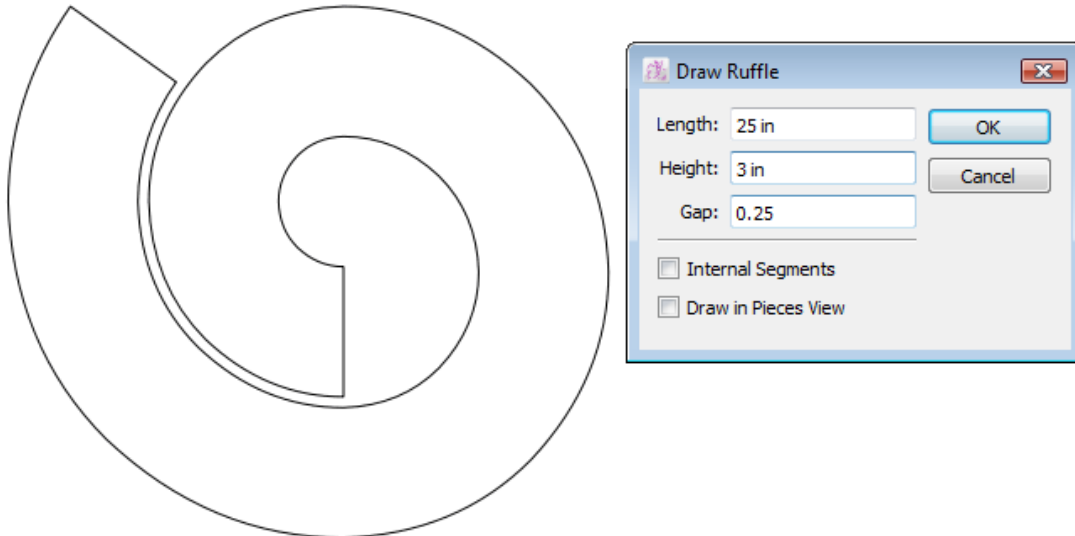 Draw Ruffle
Length: 25 in
OK
Height: 3 in
Cancel
Gap: 0.25
Internal Segments
Draw in Pieces View